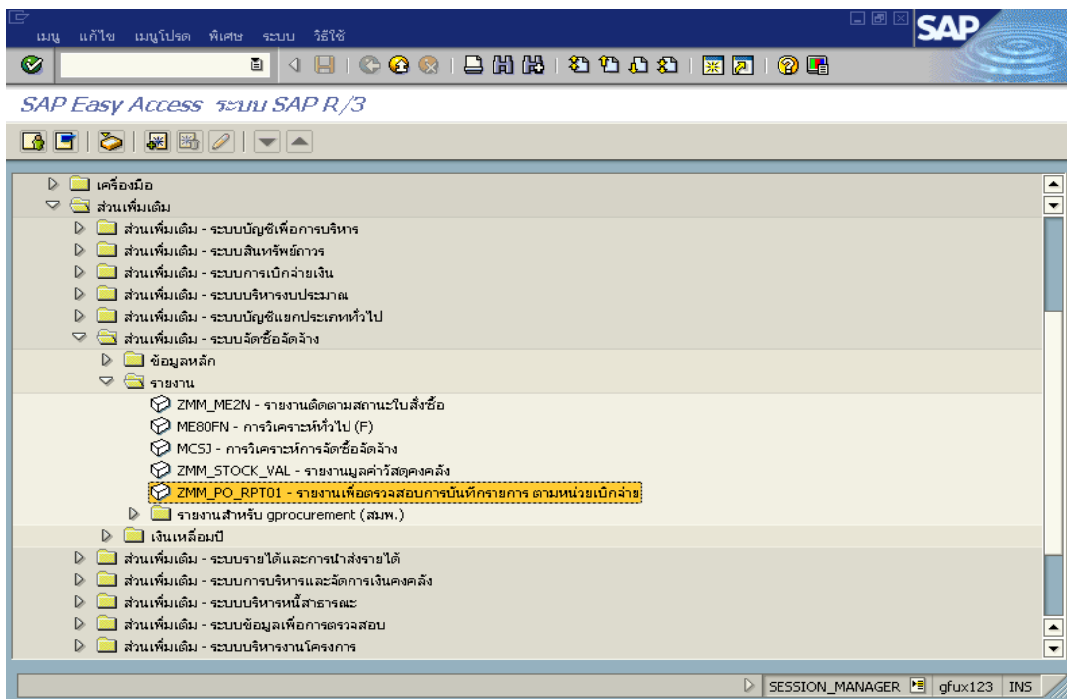 เมนู แก้ไข เมนูโปรด พิเศษ ระบบ วิธีใช้
SAP
SAP Easy Access ระบบ SAP R/3
เครื่องมือ
ส่วนเพิ่มเติม
ส่วนเพิ่มเติม - ระบบบัญชีเพื่อการบริหาร
ส่วนเพิ่มเติม - ระบบสินทรัพย์ถาวร
ส่วนเพิ่มเติม - ระบบการเบิกจ่ายเงิน
ส่วนเพิ่มเติม - ระบบบริหารงบประมาณ
ส่วนเพิ่มเติม - ระบบบัญชีแยกประเภททั่วไป
ส่วนเพิ่มเติม - ระบบจัดซื้อจัดจ้าง
ข้อมูลหลัก
รายงาน
ZMM_ME2N - รายงานติดตามสถานะใบสั่งซื้อ
ME80FN - การวิเคราะห์ทั่วไป (F)
MCSJ - การวิเคราะห์การจัดซื้อจัดจ้าง
ZMM_STOCK_VAL - รายงานมูลค่าวัสดุคงคลัง
ZMM_PO_RPT01 - รายงานเพื่อตรวจสอบการบันทึกรายการ ตามหน่วยเบิกจ่าย
รายงานสำหรับ gprocurement (สมพ.)
เงินเหลื่อมปี
ส่วนเพิ่มเติม - ระบบรายได้และการนำส่งรายได้
ส่วนเพิ่มเติม - ระบบการบริหารและจัดการเงินคงคลัง
ส่วนเพิ่มเติม - ระบบบริหารหนี้สาธารณะ
ส่วนเพิ่มเติม - ระบบข้อมูลเพื่อการตรวจสอบ
ส่วนเพิ่มเติม - ระบบบริหารงานโครงการ
SESSION_MANAGER gfux123 INS